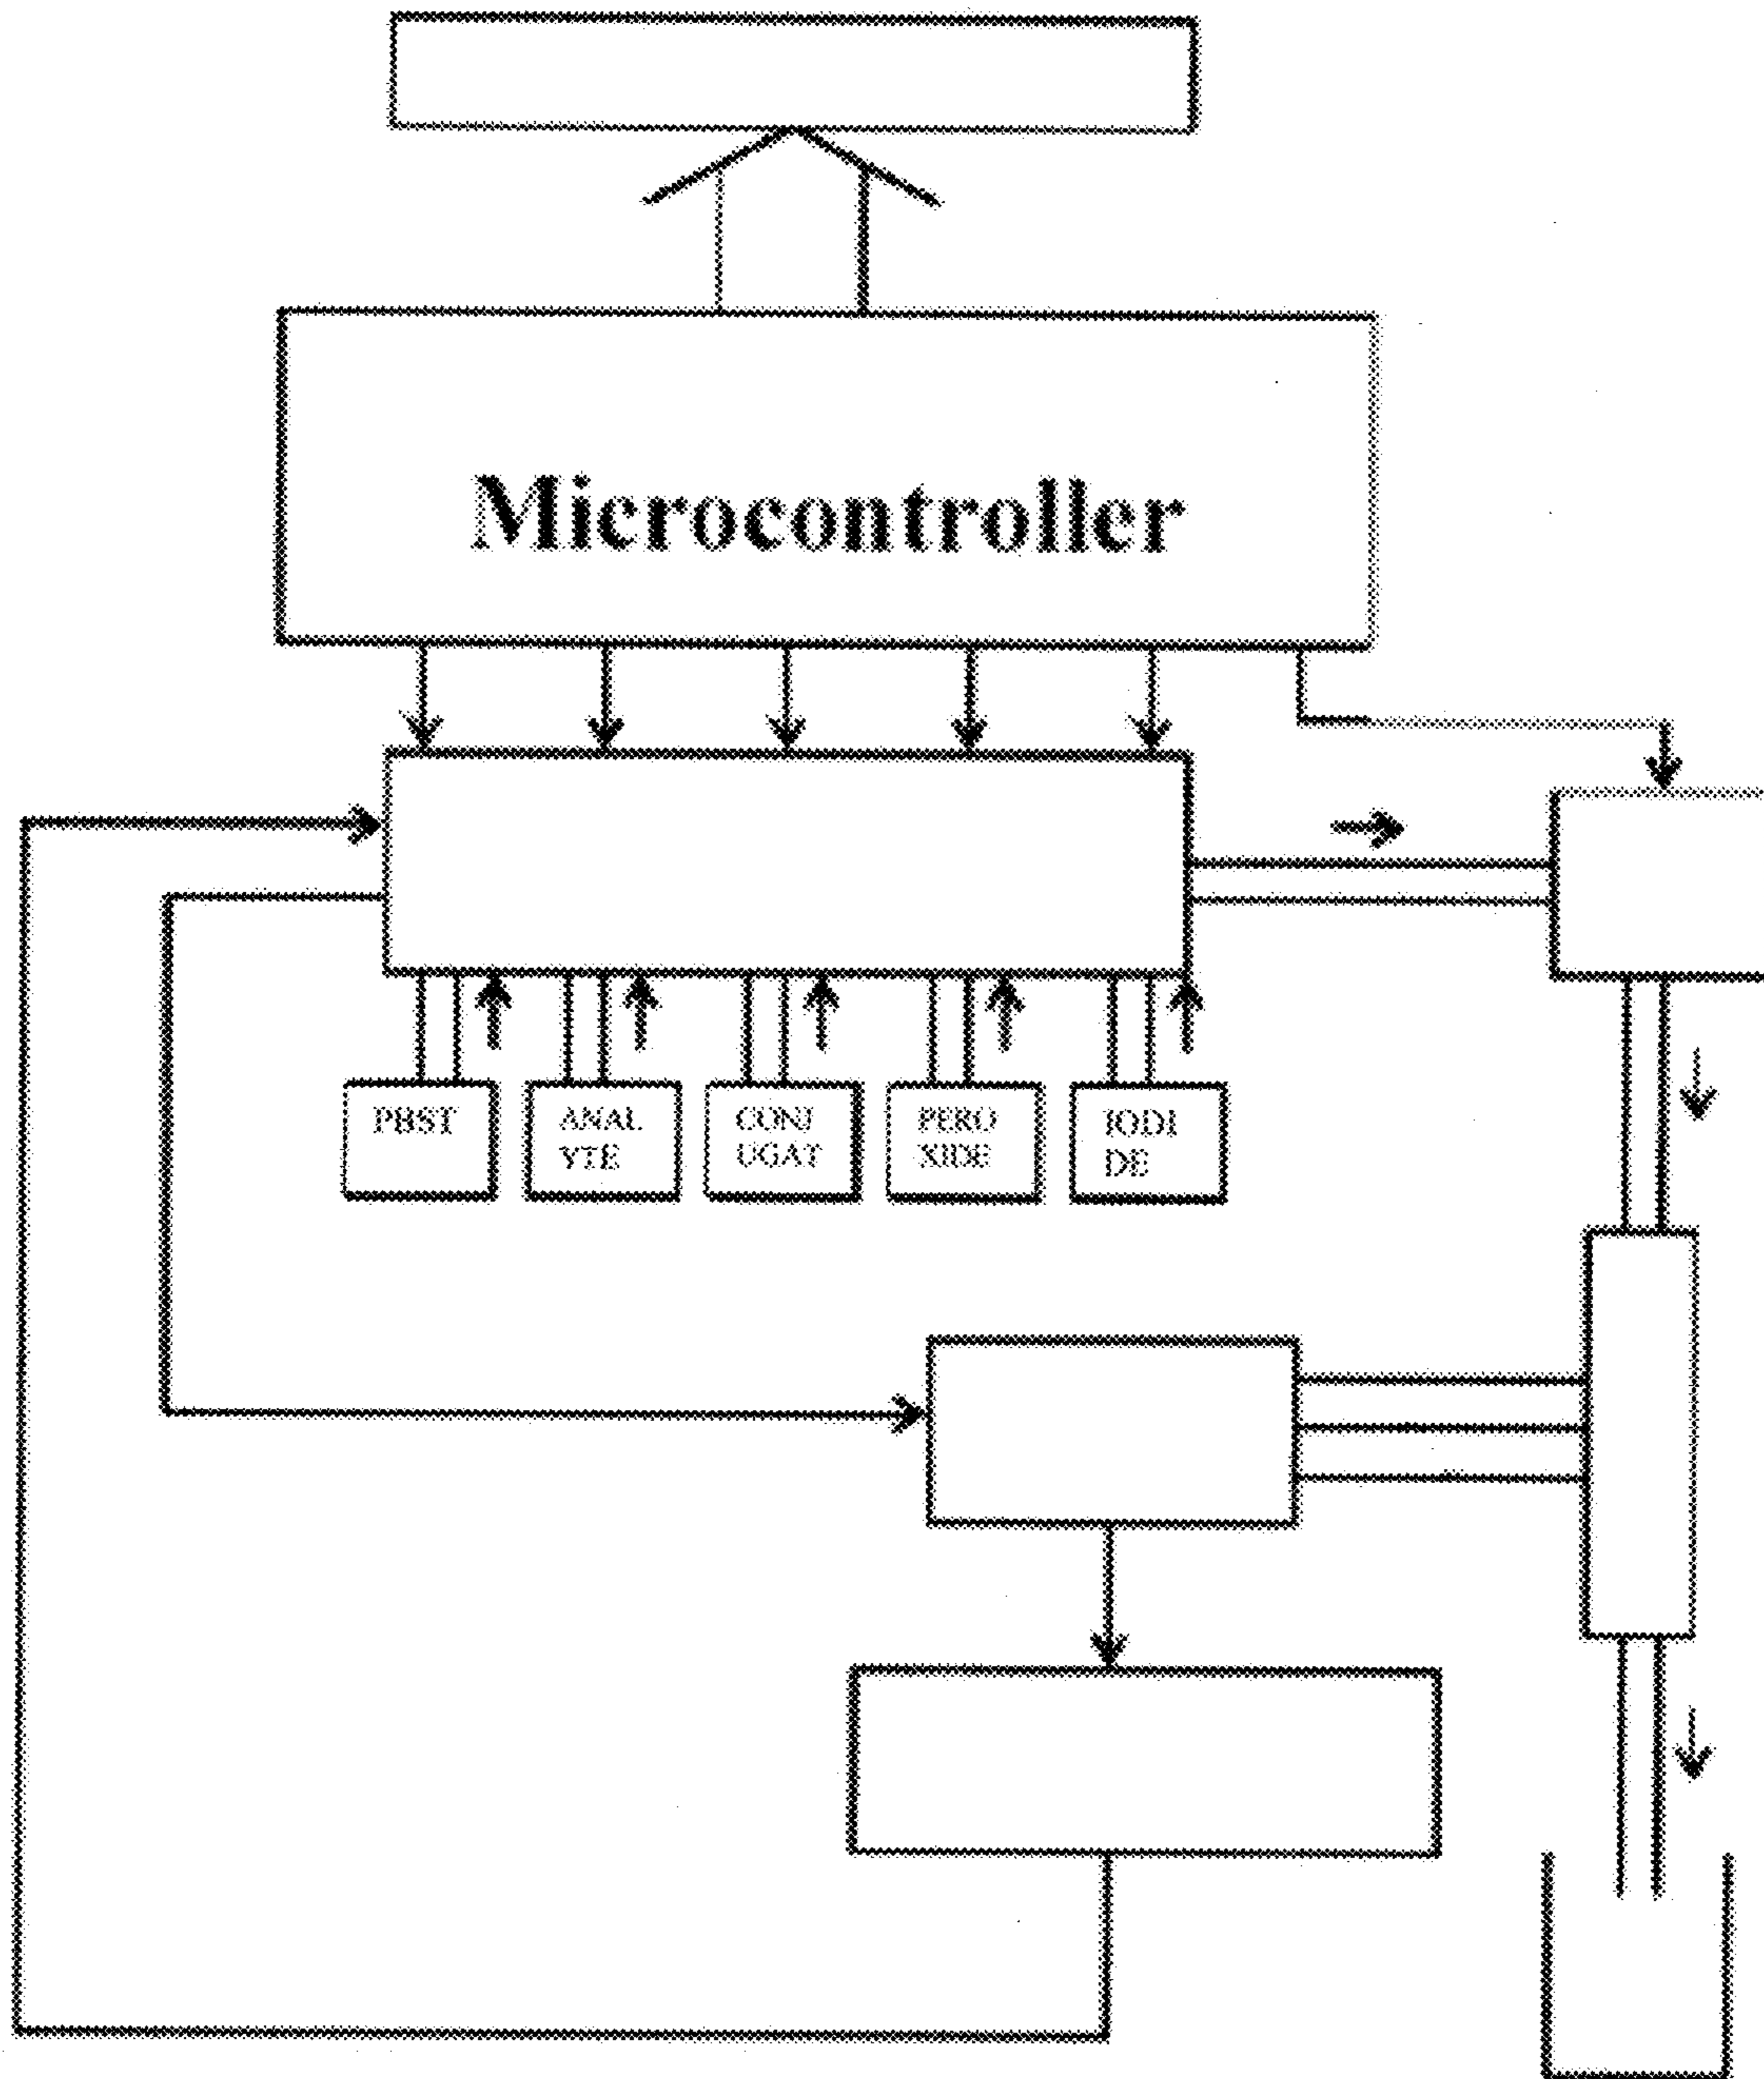 Microcontroller
PBST
ANAL
YTE
CONJ
UGAT
PERO
XIDE
IODI
DE